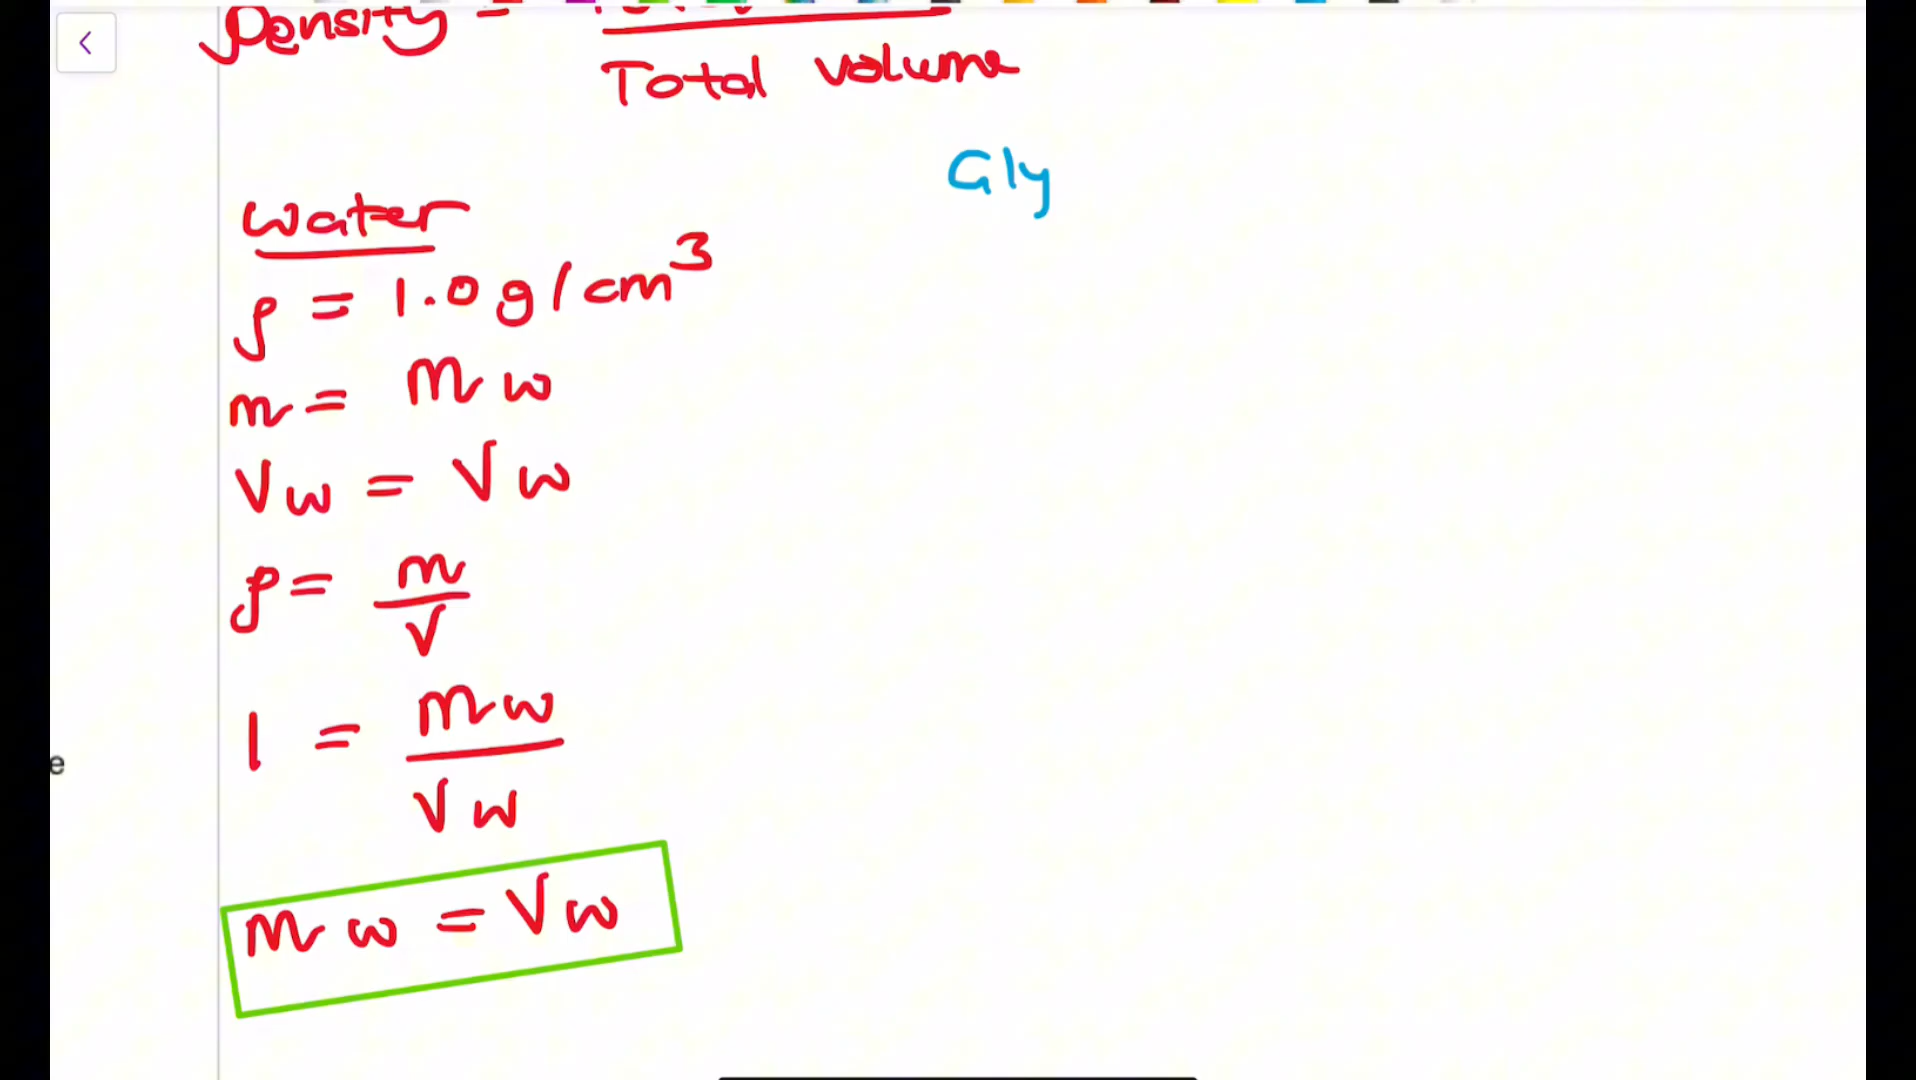 Density =
Total volume
Gly
water
ρ = 1.0 g/cm³
m = mw
Vw = Vw
ρ = m/V
1 = mw/Vw
mw = Vw
e